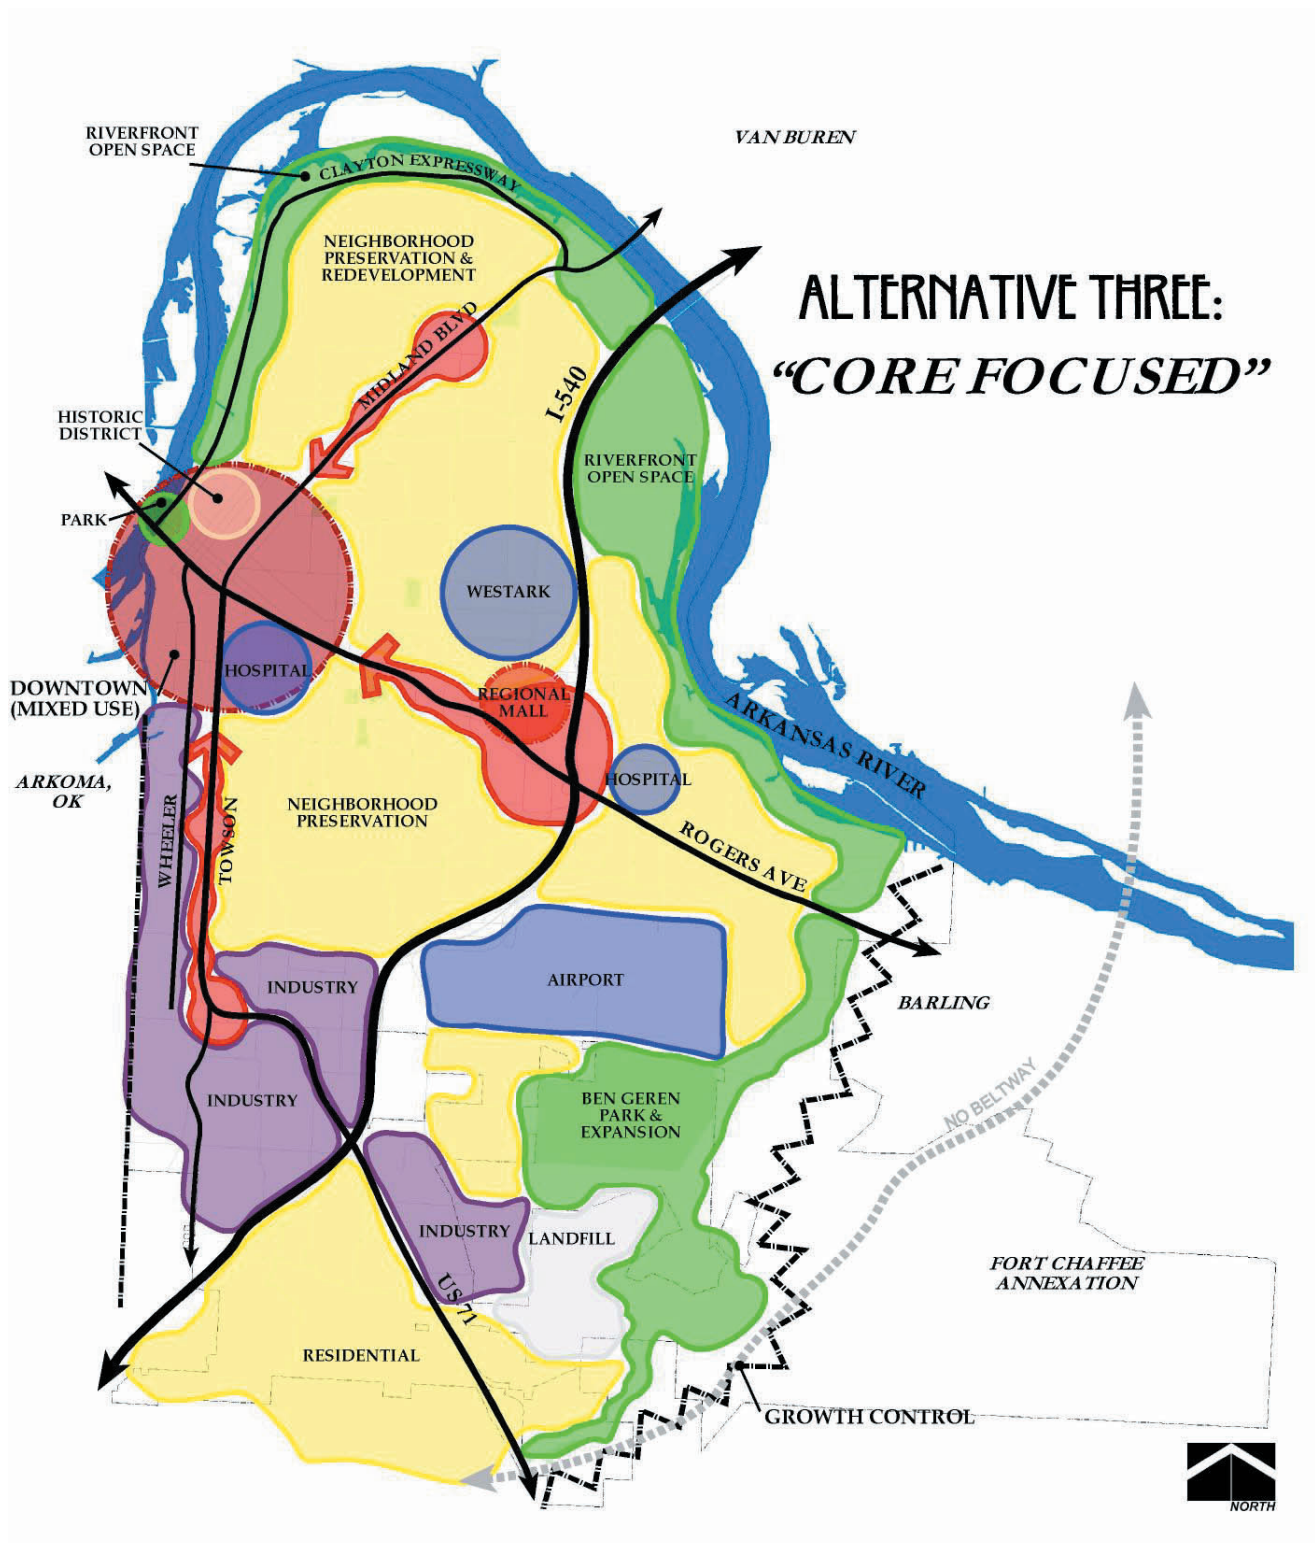 VAN BUREN
RIVERFRONT
OPEN SPACE
CLAYTON EXPRESSWAY
NEIGHBORHOOD
PRESERVATION &
REDEVELOPMENT
ALTERNATIVE THREE:
“CORE FOCUSED”
MIDLAND BLVD
I-540
HISTORIC
DISTRICT
RIVERFRONT
OPEN SPACE
PARK
WESTARK
HOSPITAL
DOWNTOWN
(MIXED USE)
REGIONAL
MALL
ARKANSAS RIVER
HOSPITAL
ARKOMA,
OK
NEIGHBORHOOD
PRESERVATION
WHEELER
TOWSON
ROGERS AVE
INDUSTRY
AIRPORT
BARLING
INDUSTRY
BEN GEREN
PARK &
EXPANSION
NO BELTWAY
INDUSTRY
LANDFILL
FORT CHAFFEE
ANNEXATION
US 71
RESIDENTIAL
GROWTH CONTROL
NORTH